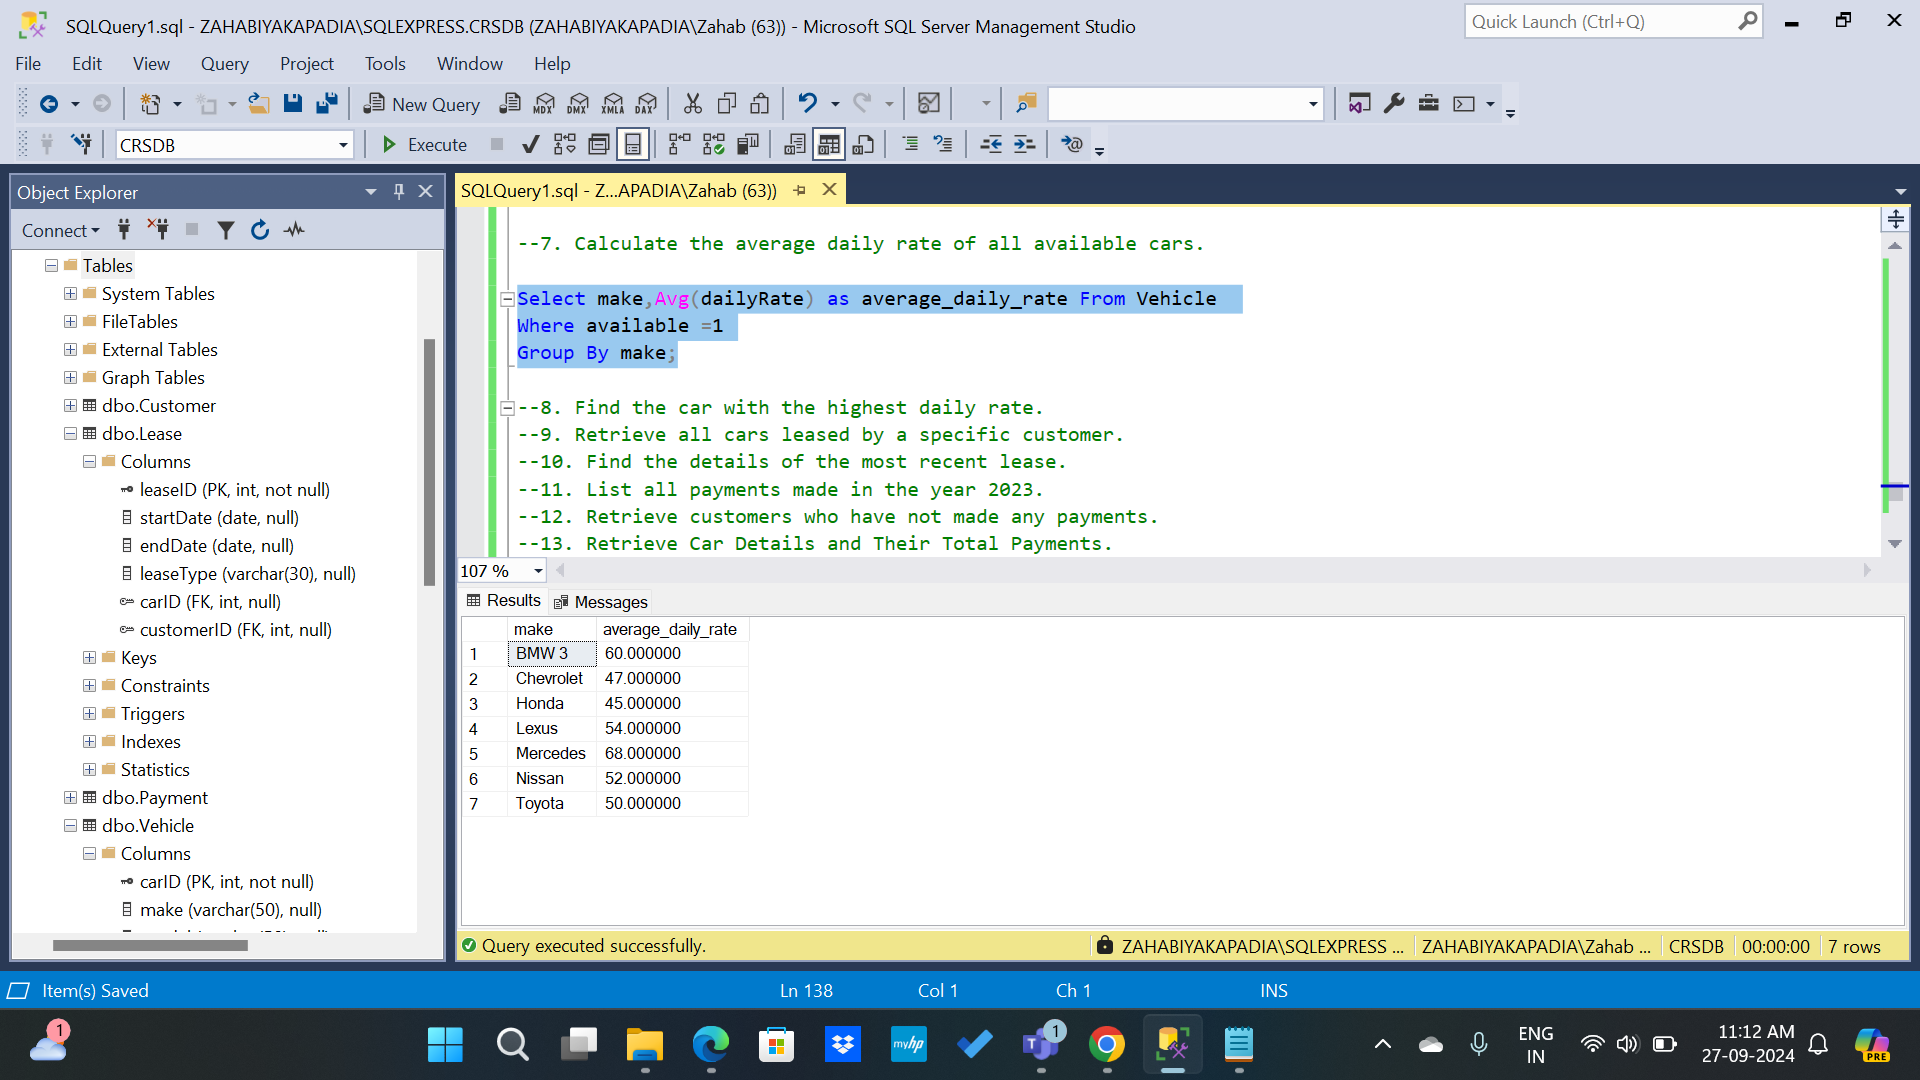 SQLQuery1.sql - ZAHABIYAKAPADIA\SQLEXPRESS.CRSDB (ZAHABIYAKAPADIA\Zahab (63)) - Microsoft SQL Server Management Studio
Quick Launch (Ctrl+Q)
File Edit View Query Project Tools Window Help
New Query MDX DMX XMLA DAX
CRSDB Execute
Object Explorer
Connect
Tables
System Tables
FileTables
External Tables
Graph Tables
dbo.Customer
dbo.Lease
Columns
leaseID (PK, int, not null)
startDate (date, null)
endDate (date, null)
leaseType (varchar(30), null)
carID (FK, int, null)
customerID (FK, int, null)
Keys
Constraints
Triggers
Indexes
Statistics
dbo.Payment
dbo.Vehicle
Columns
carID (PK, int, not null)
make (varchar(50), null)
SQLQuery1.sql - Z...APADIA\Zahab (63))
--7. Calculate the average daily rate of all available cars.
Select make,Avg(dailyRate) as average_daily_rate From Vehicle
Where available =1
Group By make;
--8. Find the car with the highest daily rate.
--9. Retrieve all cars leased by a specific customer.
--10. Find the details of the most recent lease.
--11. List all payments made in the year 2023.
--12. Retrieve customers who have not made any payments.
--13. Retrieve Car Details and Their Total Payments.
107 %
Results Messages
make average_daily_rate
1 BMW 3 60.000000
2 Chevrolet 47.000000
3 Honda 45.000000
4 Lexus 54.000000
5 Mercedes 68.000000
6 Nissan 52.000000
7 Toyota 50.000000
Query executed successfully. ZAHABIYAKAPADIA\SQLEXPRESS ... ZAHABIYAKAPADIA\Zahab ... CRSDB 00:00:00 7 rows
Item(s) Saved Ln 138 Col 1 Ch 1 INS
1 myhp 1 ENG IN 11:12 AM 27-09-2024 PRE